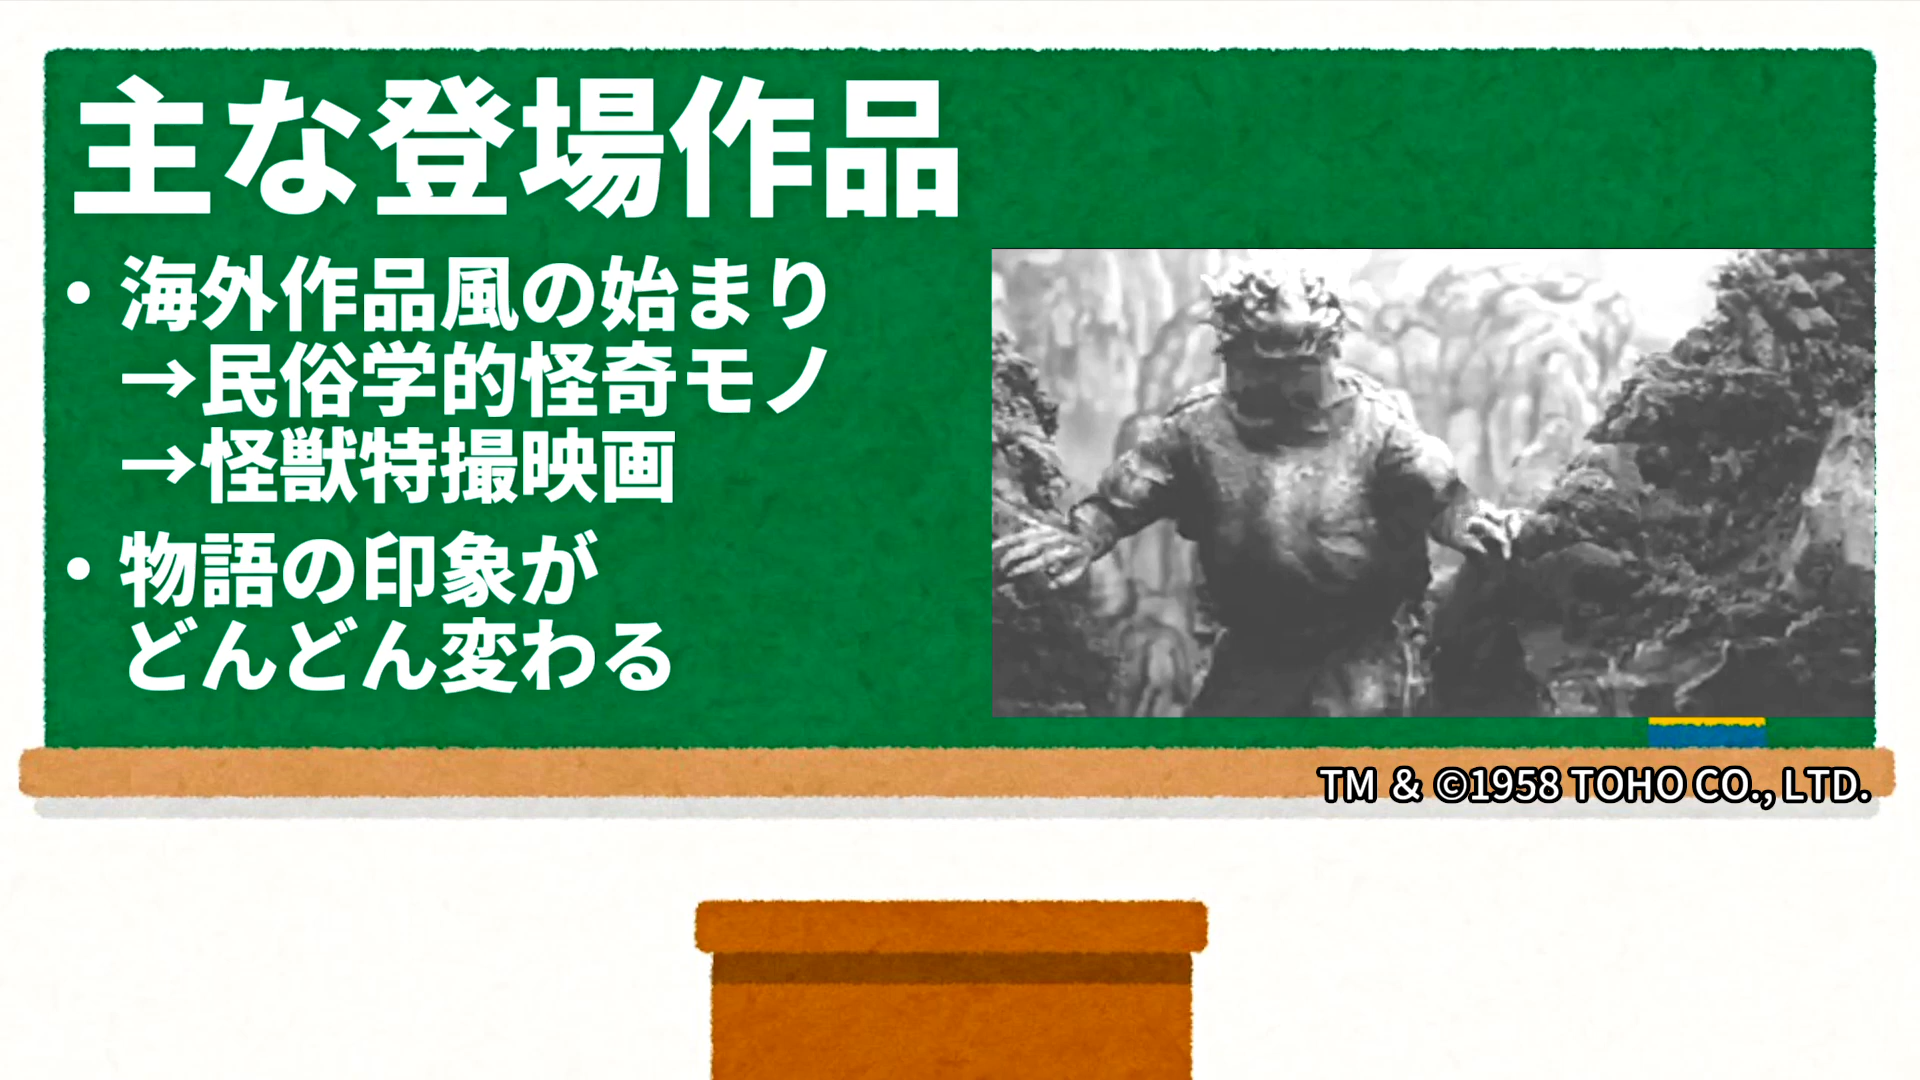 主な登場作品
• 海外作品風の始まり
→民俗学的怪奇モノ
→怪獣特撮映画
• 物語の印象が
どんどん変わる
TM & ©1958 TOHO CO., LTD.